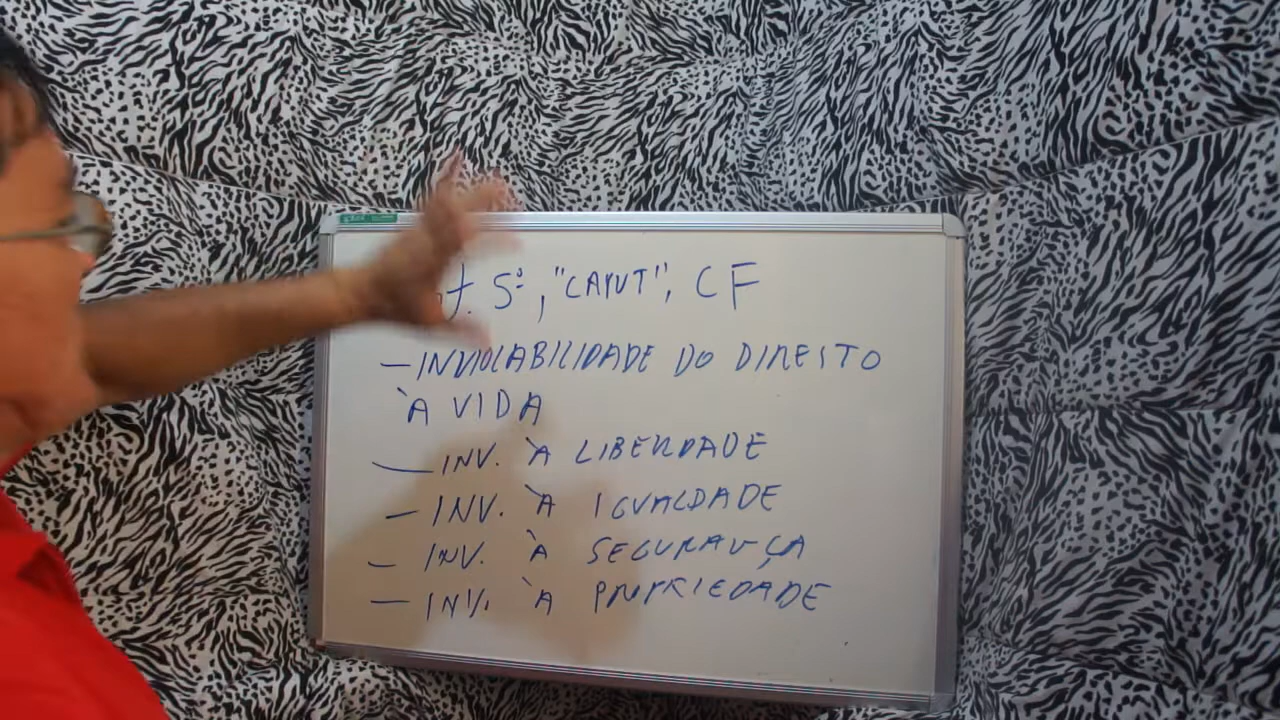 t. 5º, "CAPUT", CF
- INVIOLABILIDADE DO DIREITO
À VIDA
- INV. À LIBERDADE
- INV. À IGUALDADE
- INV. À SEGURANÇA
- INV. À PROPRIEDADE